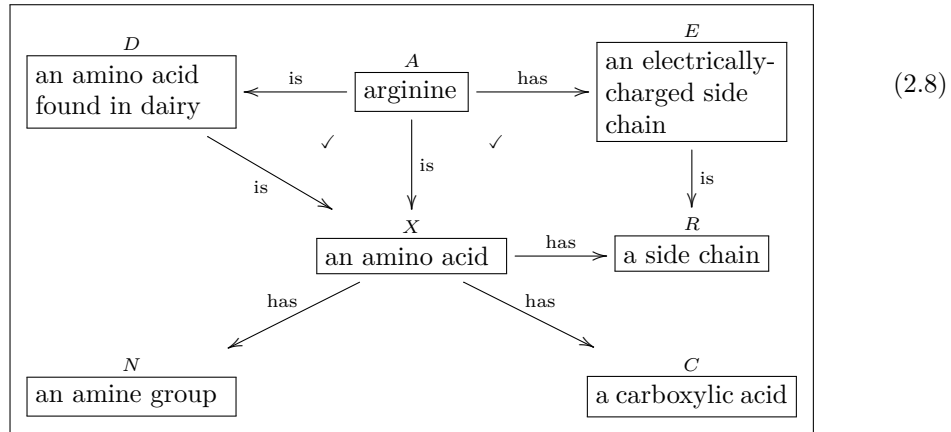 D
an amino acid
found in dairy
is
A
arginine
has
E
an electrically-
charged side
chain
(2.8)
✓
✓
is
is
is
X
an amino acid
has
R
a side chain
has
has
N
an amine group
C
a carboxylic acid